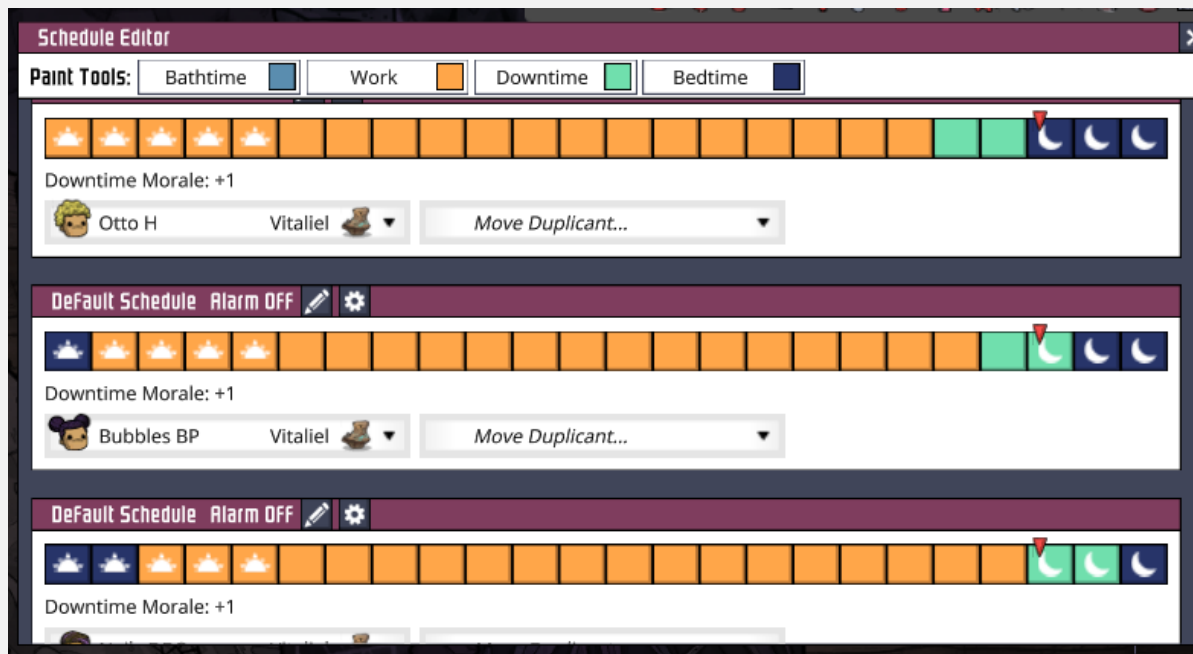 Schedule Editor
Paint Tools: Bathtime Work Downtime Bedtime
Downtime Morale: +1
Otto H Vitaliel Move Duplicant...
Default Schedule Alarm OFF
Downtime Morale: +1
Bubbles BP Vitaliel Move Duplicant...
Default Schedule Alarm OFF
Downtime Morale: +1